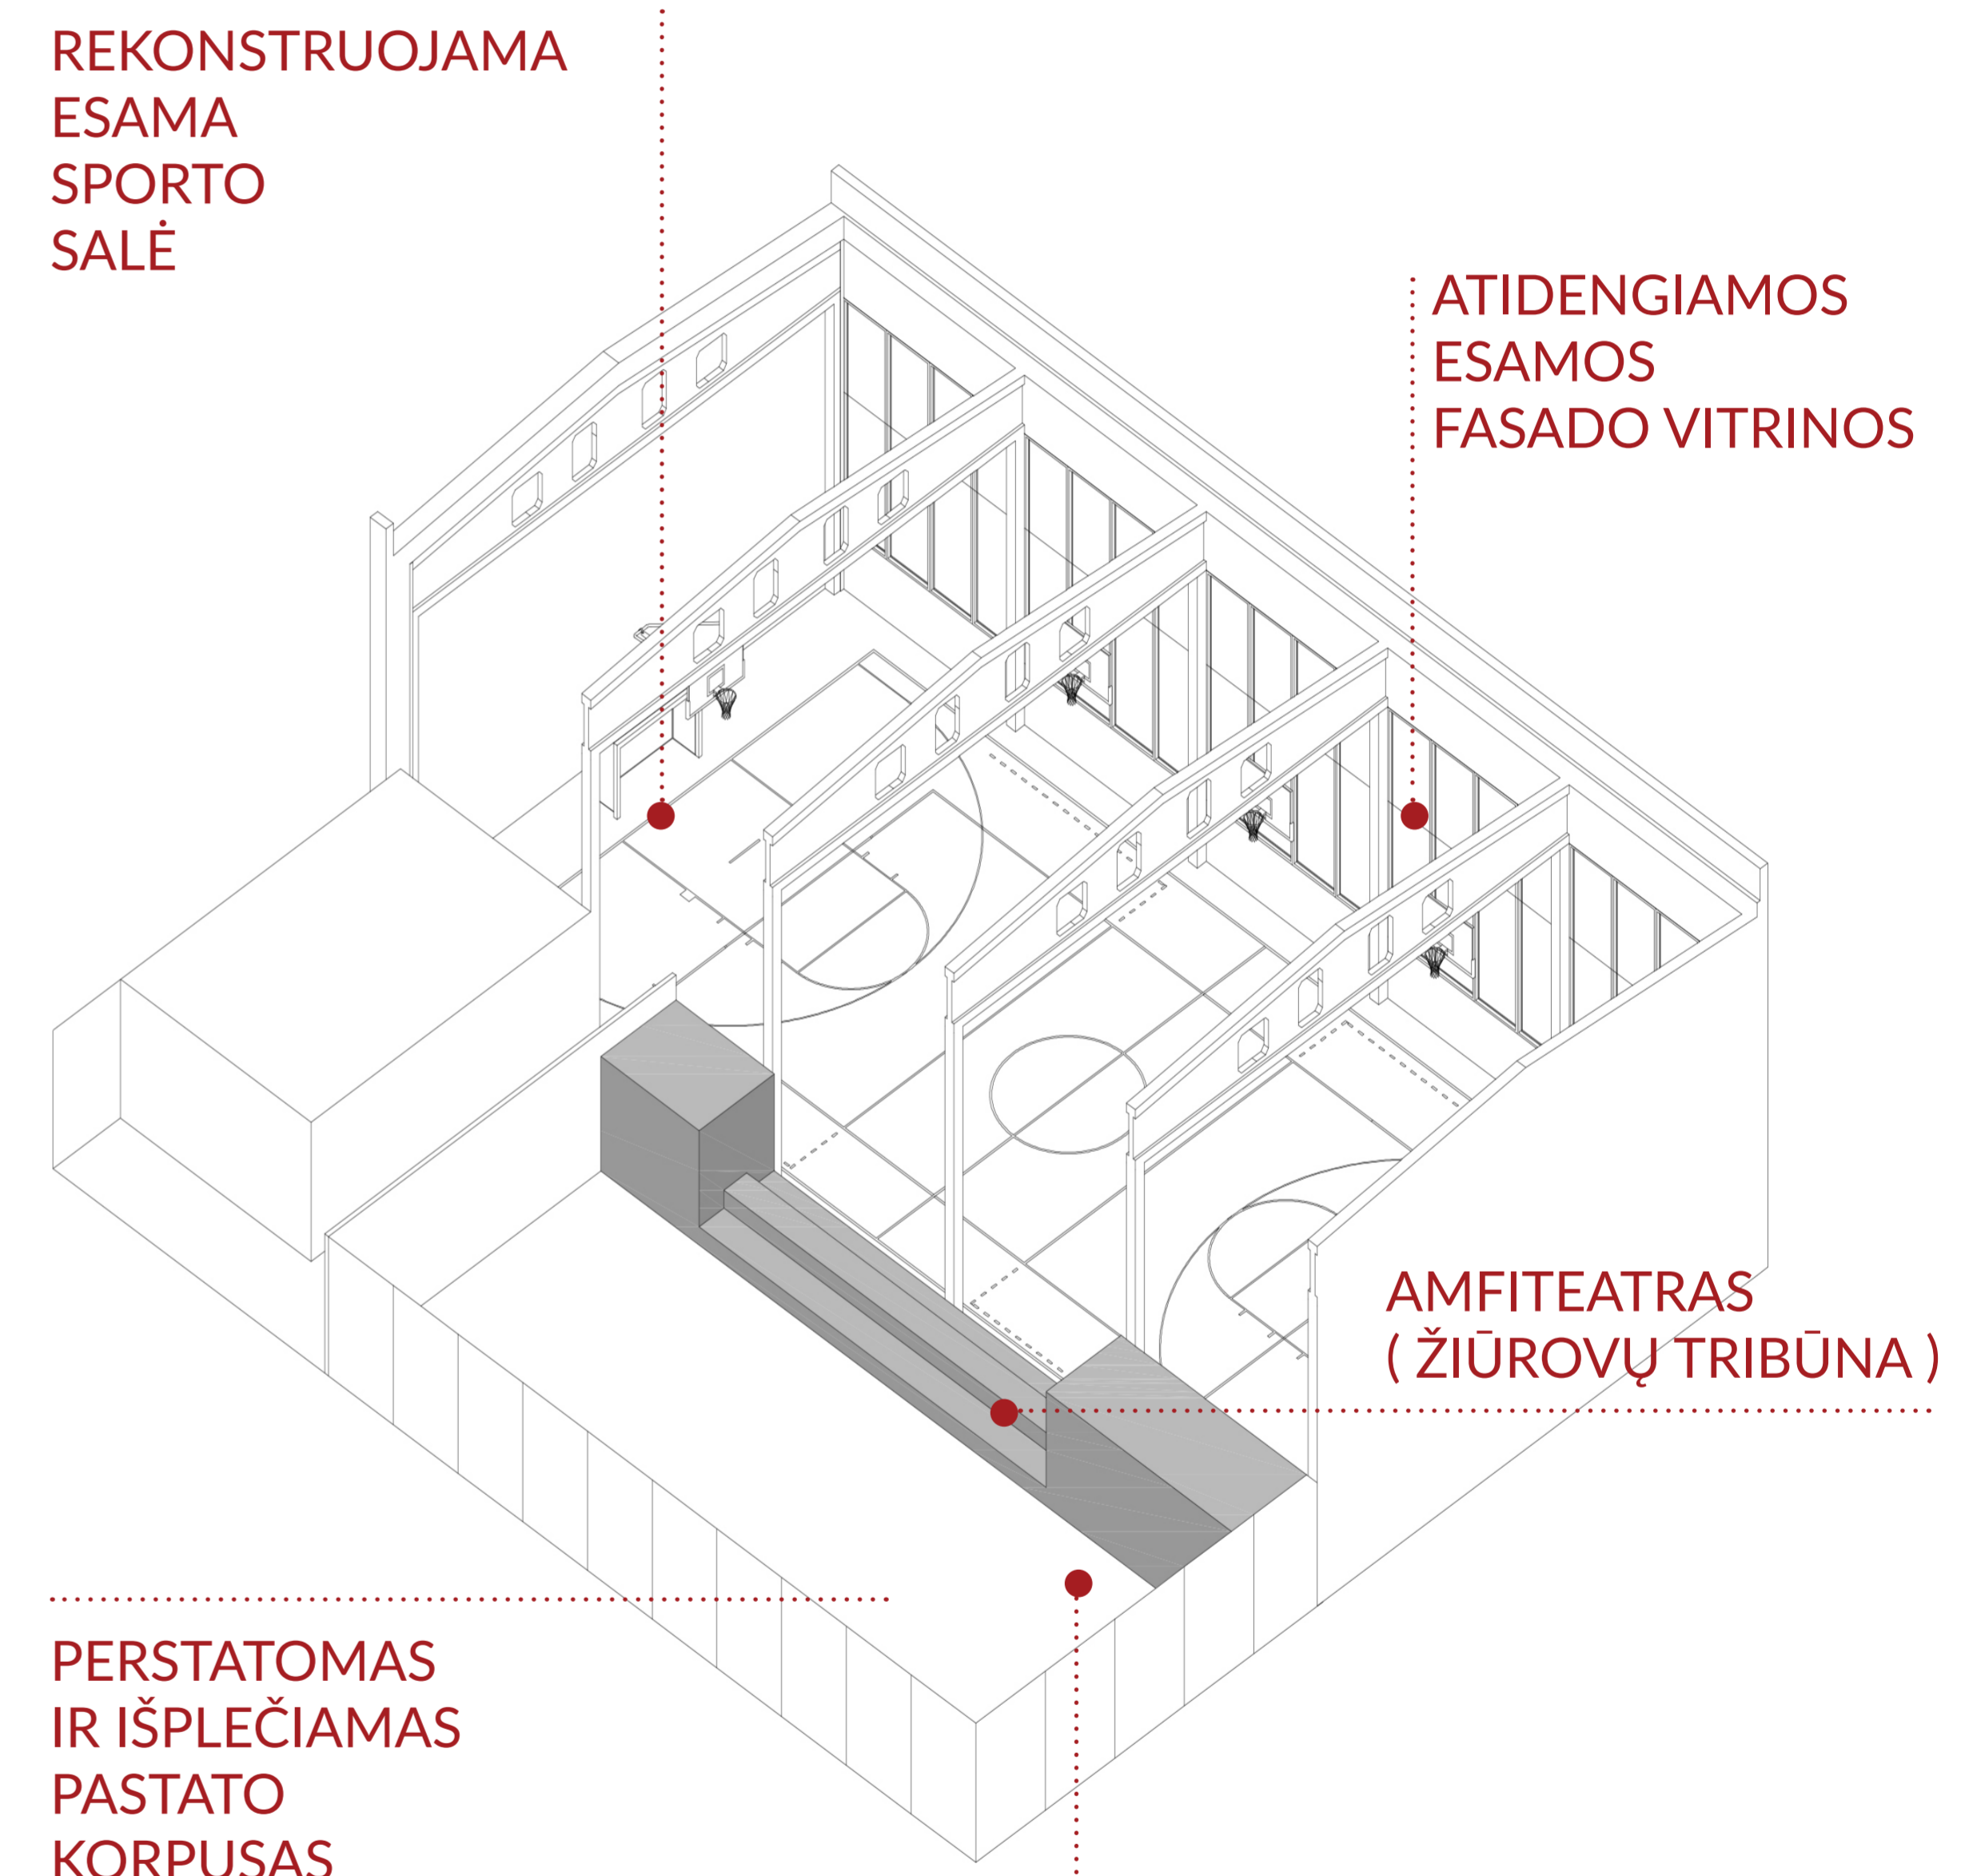 REKONSTRUOJAMA
ESAMA
SPORTO
SALĖ
ATIDENGIAMOS
ESAMOS
FASADO VITRINOS
AMFITEATRAS
( ŽIŪROVŲ TRIBŪNA )
PERSTATOMAS
IR IŠPLEČIAMAS
PASTATO
KORPUSAS